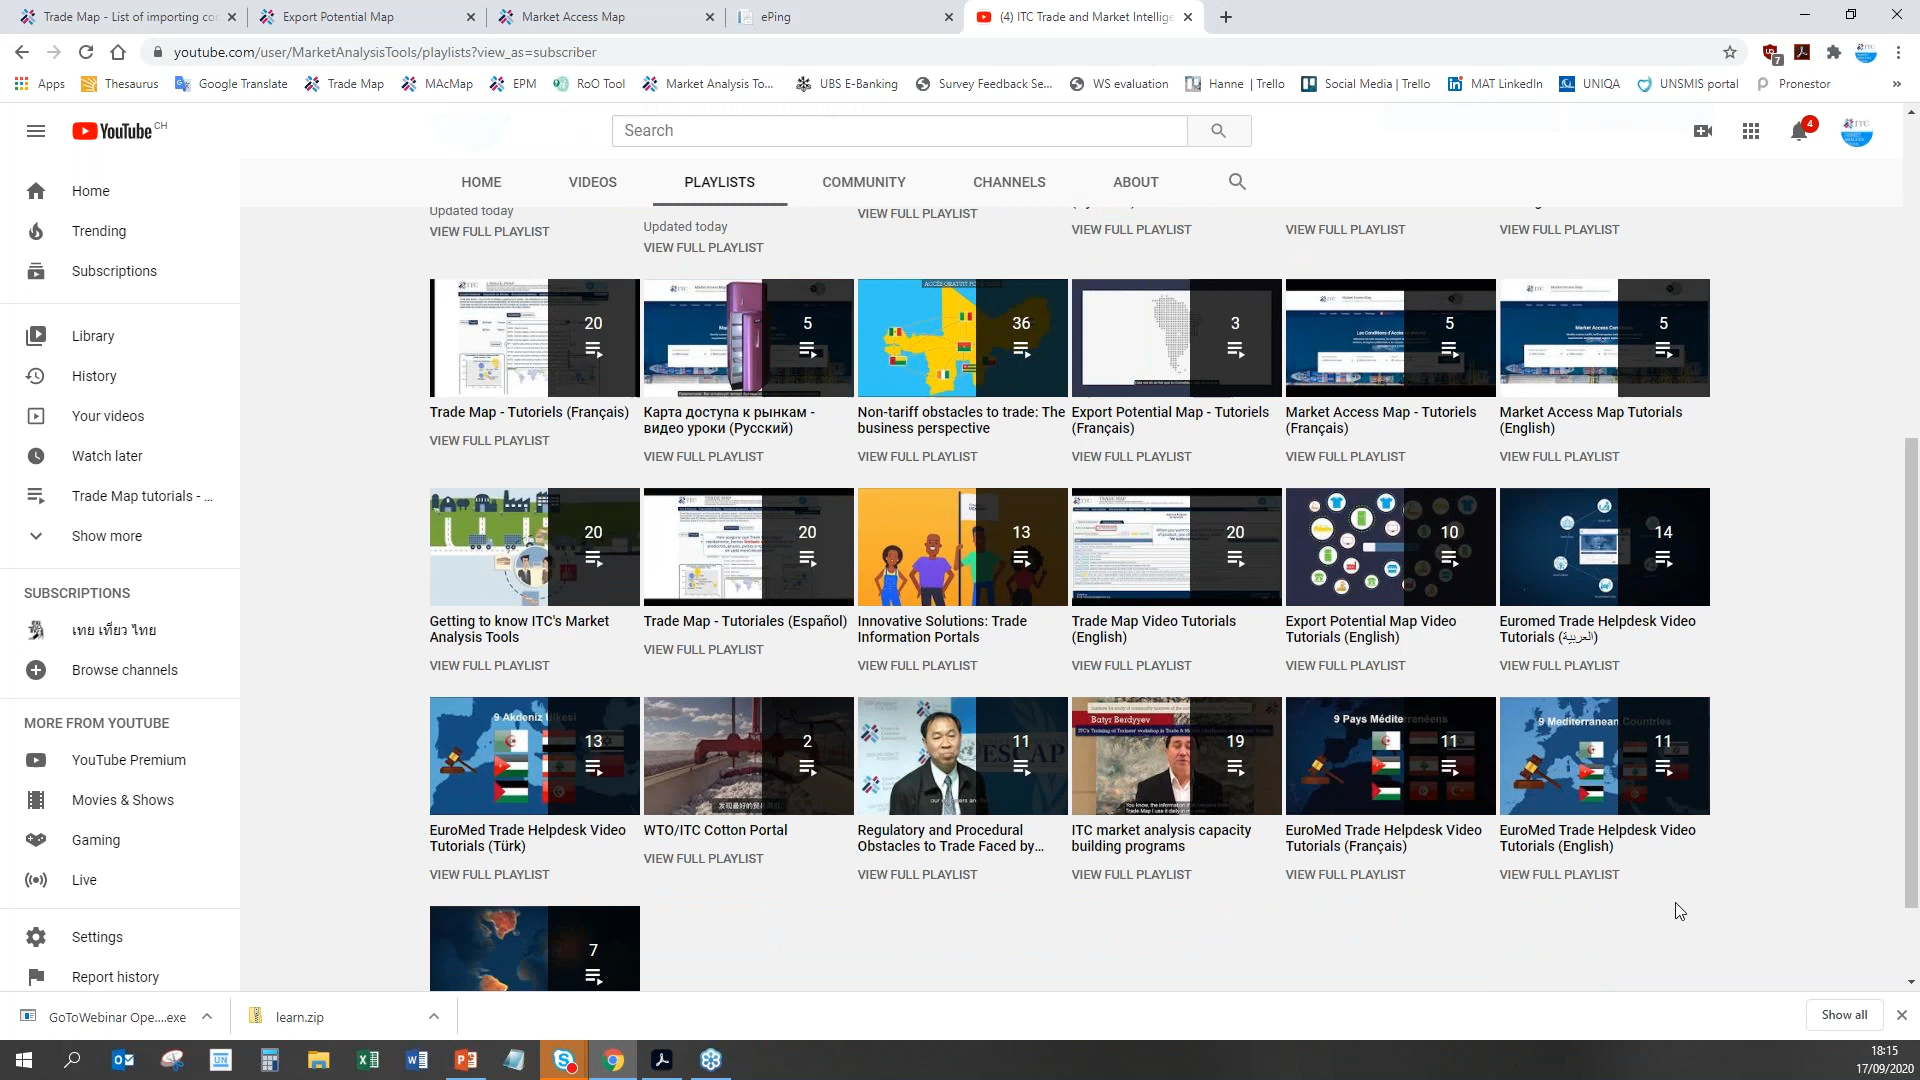 Trade Map - List of importing co
Export Potential Map
Market Access Map
ePing
(4) ITC Trade and Market Intellige
youtube.com/user/MarketAnalysisTools/playlists?view_as=subscriber
7
Apps
Thesaurus
Google Translate
Trade Map
MAcMap
EPM
RoO Tool
Market Analysis To...
UBS E-Banking
Survey Feedback Se...
WS evaluation
Hanne | Trello
Social Media | Trello
MAT LinkedIn
UNIQA
UNSMIS portal
Pronestor
YouTube CH
Search
4
HOME
VIDEOS
PLAYLISTS
COMMUNITY
CHANNELS
ABOUT
Home
Trending
Subscriptions
Library
History
Your videos
Watch later
Trade Map tutorials - ...
Show more
SUBSCRIPTIONS
เทย เที่ยว ไทย
Browse channels
MORE FROM YOUTUBE
YouTube Premium
Movies & Shows
Gaming
Live
Settings
Report history
Updated today
VIEW FULL PLAYLIST
Updated today
VIEW FULL PLAYLIST
VIEW FULL PLAYLIST
VIEW FULL PLAYLIST
VIEW FULL PLAYLIST
VIEW FULL PLAYLIST
20
Trade Map - Tutoriels (Français)
VIEW FULL PLAYLIST
5
Карта доступа к рынкам -
видео уроки (Русский)
VIEW FULL PLAYLIST
36
Non-tariff obstacles to trade: The
business perspective
VIEW FULL PLAYLIST
3
Export Potential Map - Tutoriels
(Français)
VIEW FULL PLAYLIST
5
Market Access Map - Tutoriels
(Français)
VIEW FULL PLAYLIST
5
Market Access Map Tutorials
(English)
VIEW FULL PLAYLIST
20
Getting to know ITC's Market
Analysis Tools
VIEW FULL PLAYLIST
20
Trade Map - Tutoriales (Español)
VIEW FULL PLAYLIST
13
Innovative Solutions: Trade
Information Portals
VIEW FULL PLAYLIST
20
Trade Map Video Tutorials
(English)
VIEW FULL PLAYLIST
10
Export Potential Map Video
Tutorials (English)
VIEW FULL PLAYLIST
14
Euromed Trade Helpdesk Video
Tutorials (العربية)
VIEW FULL PLAYLIST
9 Akdeniz Ülkesi
13
EuroMed Trade Helpdesk Video
Tutorials (Türk)
VIEW FULL PLAYLIST
2
WTO/ITC Cotton Portal
VIEW FULL PLAYLIST
ESCAP
11
Regulatory and Procedural
Obstacles to Trade Faced by...
VIEW FULL PLAYLIST
Batyr Berdyyev
19
ITC market analysis capacity
building programs
VIEW FULL PLAYLIST
9 Pays Méditerranéens
11
EuroMed Trade Helpdesk Video
Tutorials (Français)
VIEW FULL PLAYLIST
9 Mediterranean Countries
11
EuroMed Trade Helpdesk Video
Tutorials (English)
VIEW FULL PLAYLIST
7
GoToWebinar Ope....exe
learn.zip
Show all
18:15
17/09/2020